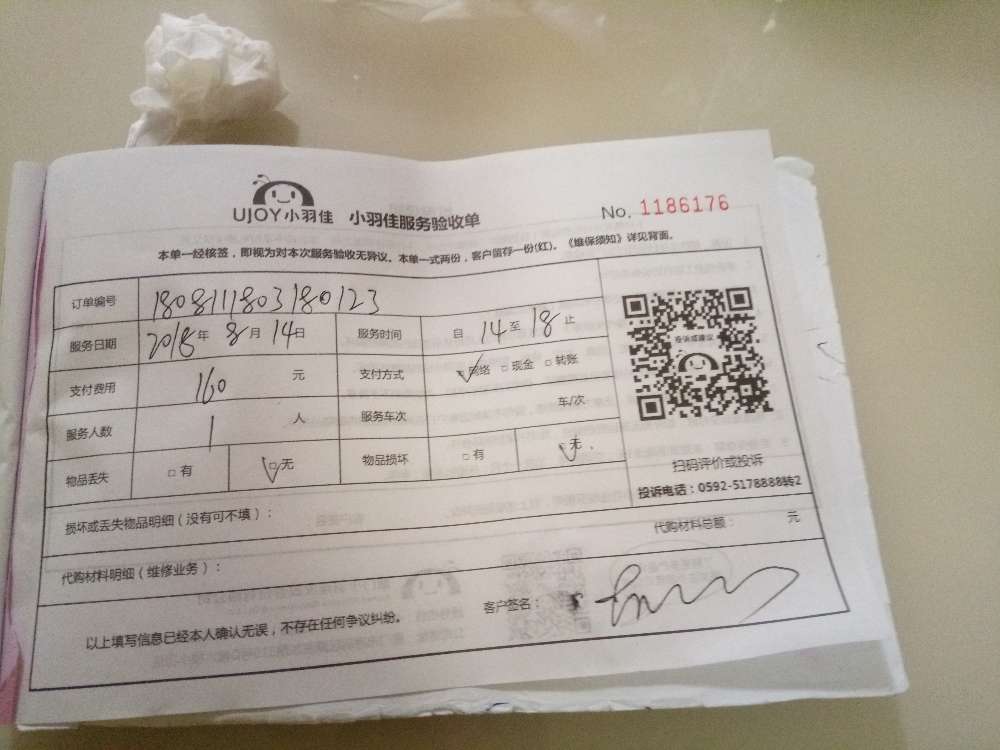 UJOY小羽佳 小羽佳服务验收单 No. 1186176
本单一经核签，即视为对本次服务验收无异议。本单一式两份，客户留存一份(红)。《维保须知》详见背面。
订单编号 1808111803180123
服务日期 2018年 8月 14日 服务时间 自 14 至 18 止
支付费用 160 元 支付方式 ☑网络 □现金 □转账
服务人数 1 人 服务车次 车/次
物品丢失 □有 ☑无 物品损坏 □有 ☑无
投诉或建议
扫码评价或投诉
投诉电话：0592-5178888转2
损坏或丢失物品明细（没有可不填）：
代购材料明细（维修业务）： 代购材料总额： 元
以上填写信息已经本人确认无误，不存在任何争议纠纷。 客户签名：